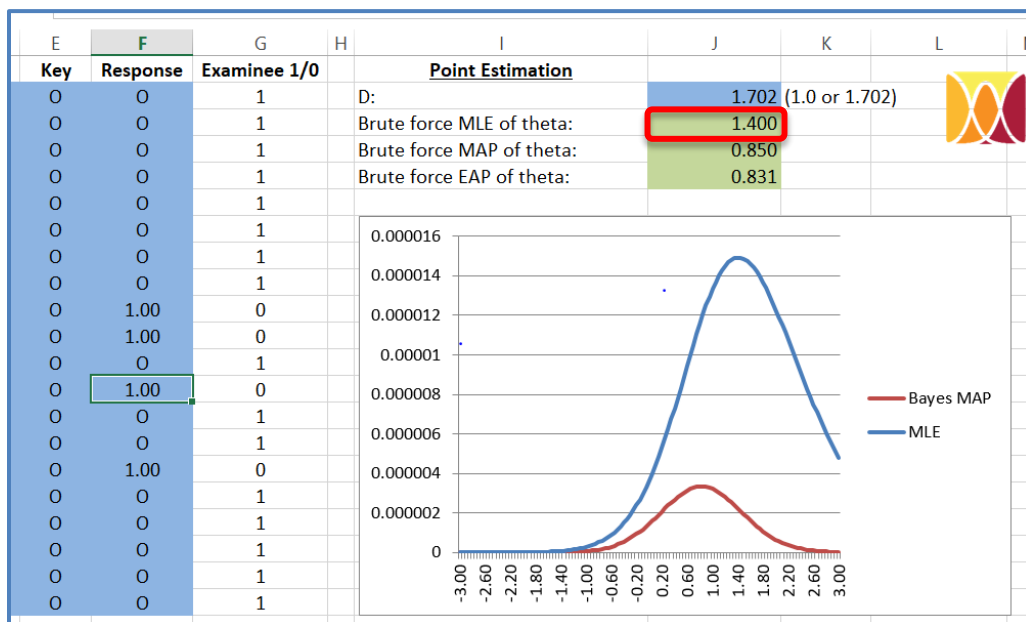 E F G H I J K L
Key Response Examinee 1/0 Point Estimation
O O 1 D: 1.702 (1.0 or 1.702)
O O 1 Brute force MLE of theta: 1.400
O O 1 Brute force MAP of theta: 0.850
O O 1 Brute force EAP of theta: 0.831
O O 1
O O 1
O O 1
O O 1
O 1.00 0
O 1.00 0
O O 1
O 1.00 0
O O 1
O O 1
O 1.00 0
O O 1
O O 1
O O 1
O O 1
O O 1
0.000016
0.000014
0.000012
0.00001
0.000008
0.000006
0.000004
0.000002
0
Bayes MAP
MLE
-3.00 -2.60 -2.20 -1.80 -1.40 -1.00 -0.60 -0.20 0.20 0.60 1.00 1.40 1.80 2.20 2.60 3.00